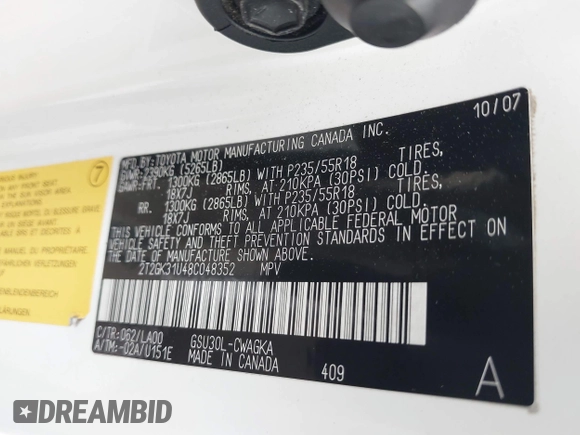 10/07
MFD.BY:TOYOTA MOTOR MANUFACTURING CANADA INC.
GVWR:2390KG (5265LB)
GAWR:FRT. 1300KG (2865LB) WITH P235/55R18
18X7J RIMS, AT 210KPA (30PSI) COLD.
RR. 1300KG (2865LB) WITH P235/55R18
18X7J RIMS, AT 210KPA (30PSI) COLD.
THIS VEHICLE CONFORMS TO ALL APPLICABLE FEDERAL MOTOR
VEHICLE SAFETY AND THEFT PREVENTION STANDARDS IN EFFECT ON
THE DATE OF MANUFACTURE SHOWN ABOVE.
2T2GK31U48C048352 MPV
C/TR:062/LA00 GSU30L-CWAGKA
A/TM:-02A/U151E MADE IN CANADA 409 A
7
INJURY:
DU PROPRIETAIRE.
DREAMBID